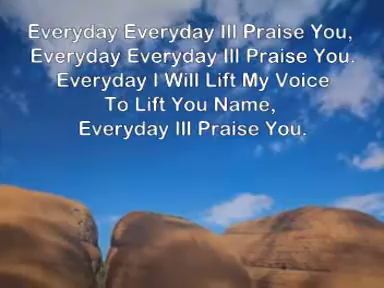 Everyday Everyday Ill Praise You,
Everyday Everyday Ill Praise You.
Everyday I Will Lift My Voice
To Lift You Name,
Everyday Ill Praise You.